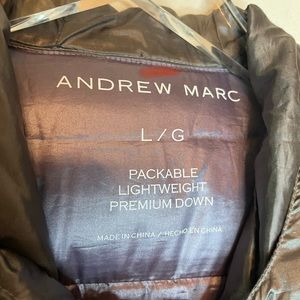 ANDREW MARC
L/G
PACKABLE
LIGHTWEIGHT
PREMIUM DOWN
MADE IN CHINA / HECHO EN CHINA